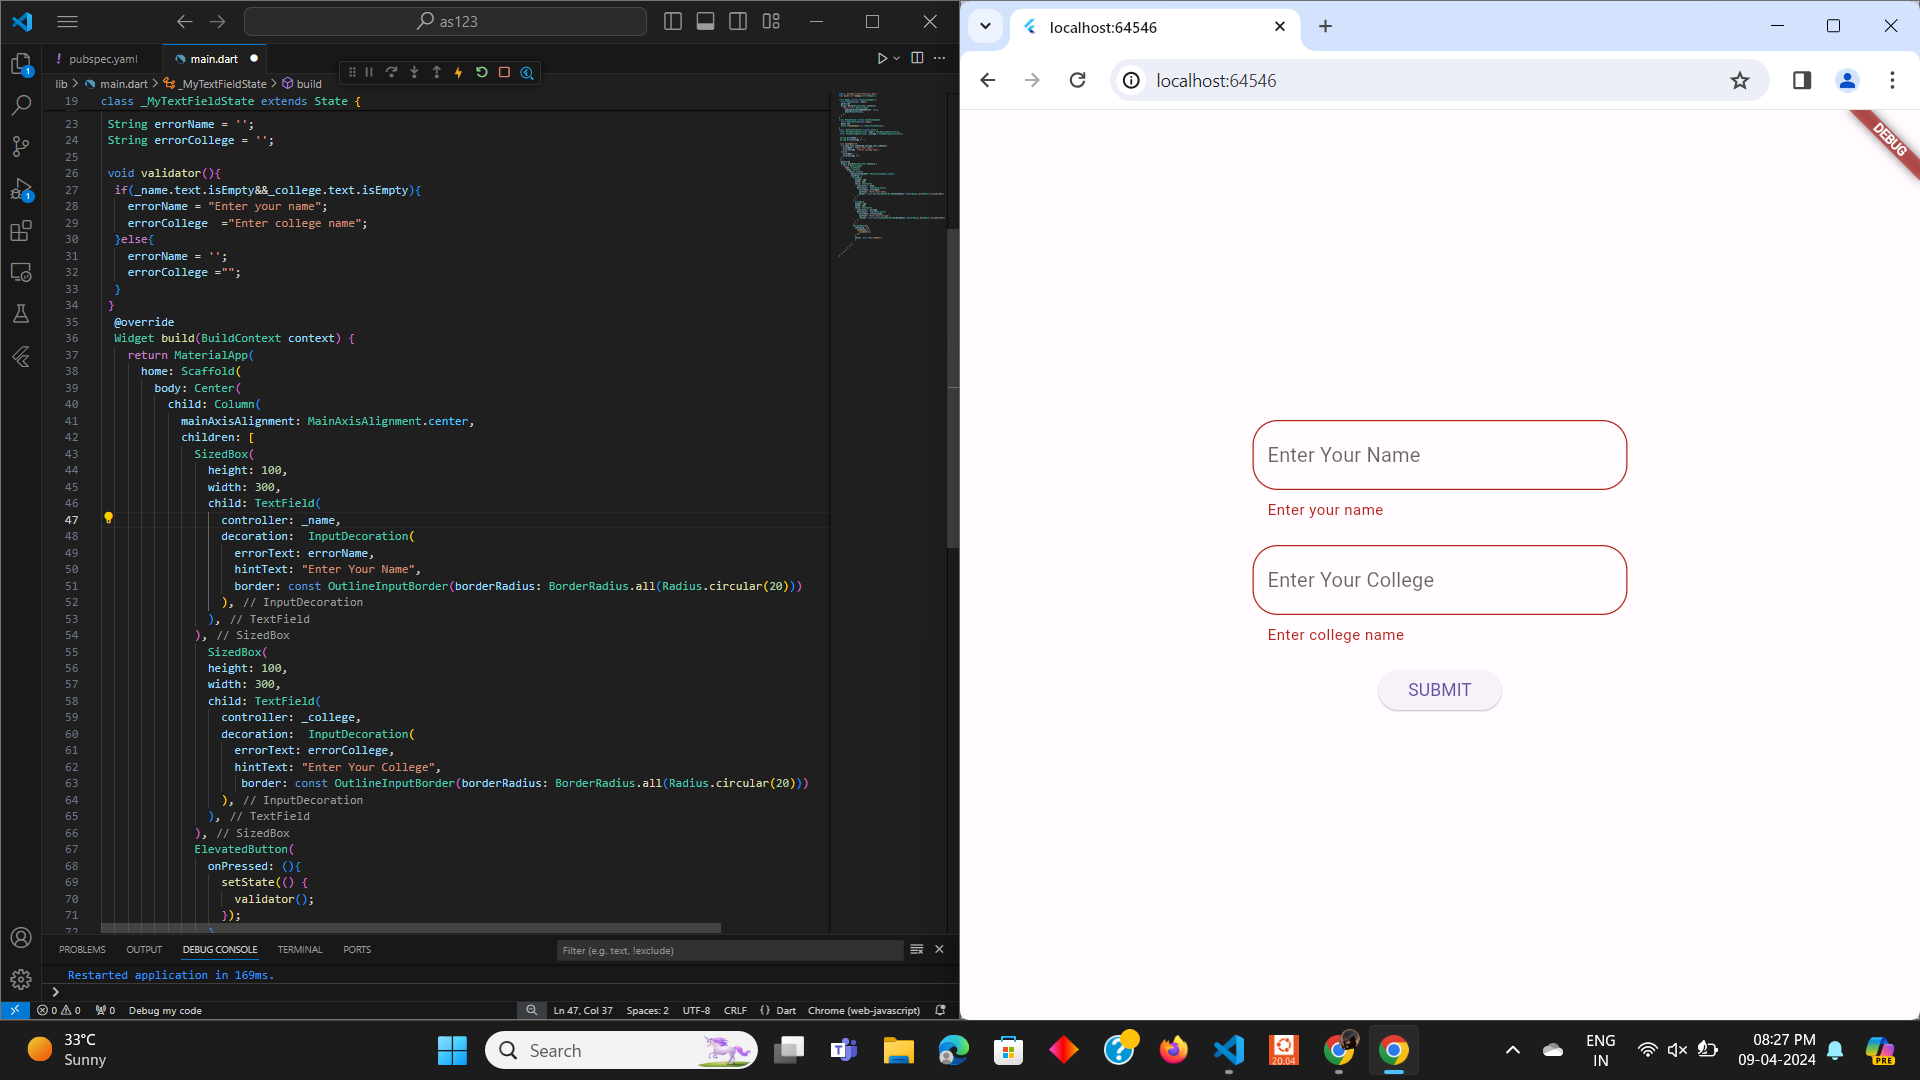 as123
pubspec.yaml
main.dart
lib > main.dart > _MyTextFieldState > build
19 class _MyTextFieldState extends State {
23 String errorName = '';
24 String errorCollege = '';
25
26 void validator(){
27 if(_name.text.isEmpty&&_college.text.isEmpty){
28 errorName = "Enter your name";
29 errorCollege  ="Enter college name";
30 }else{
31 errorName = '';
32 errorCollege ="";
33 }
34 }
35 @override
36 Widget build(BuildContext context) {
37 return MaterialApp(
38 home: Scaffold(
39 body: Center(
40 child: Column(
41 mainAxisAlignment: MainAxisAlignment.center,
42 children: [
43 SizedBox(
44 height: 100,
45 width: 300,
46 child: TextField(
47 controller: _name,
48 decoration:  InputDecoration(
49 errorText: errorName,
50 hintText: "Enter Your Name",
51 border: const OutlineInputBorder(borderRadius: BorderRadius.all(Radius.circular(20)))
52 ), // InputDecoration
53 ), // TextField
54 ), // SizedBox
55 SizedBox(
56 height: 100,
57 width: 300,
58 child: TextField(
59 controller: _college,
60 decoration:  InputDecoration(
61 errorText: errorCollege,
62 hintText: "Enter Your College",
63 border: const OutlineInputBorder(borderRadius: BorderRadius.all(Radius.circular(20)))
64 ), // InputDecoration
65 ), // TextField
66 ), // SizedBox
67 ElevatedButton(
68 onPressed: (){
69 setState(() {
70 validator();
71 });
72 }
PROBLEMS OUTPUT DEBUG CONSOLE TERMINAL PORTS
Filter (e.g. text, !exclude)
Restarted application in 169ms.
0 0 0 Debug my code
Ln 47, Col 37 Spaces: 2 UTF-8 CRLF {} Dart Chrome (web-javascript)
localhost:64546
localhost:64546
DEBUG
Enter Your Name
Enter your name
Enter Your College
Enter college name
SUBMIT
33°C
Sunny
Search
20.04
ENG
IN
08:27 PM
09-04-2024
PRE